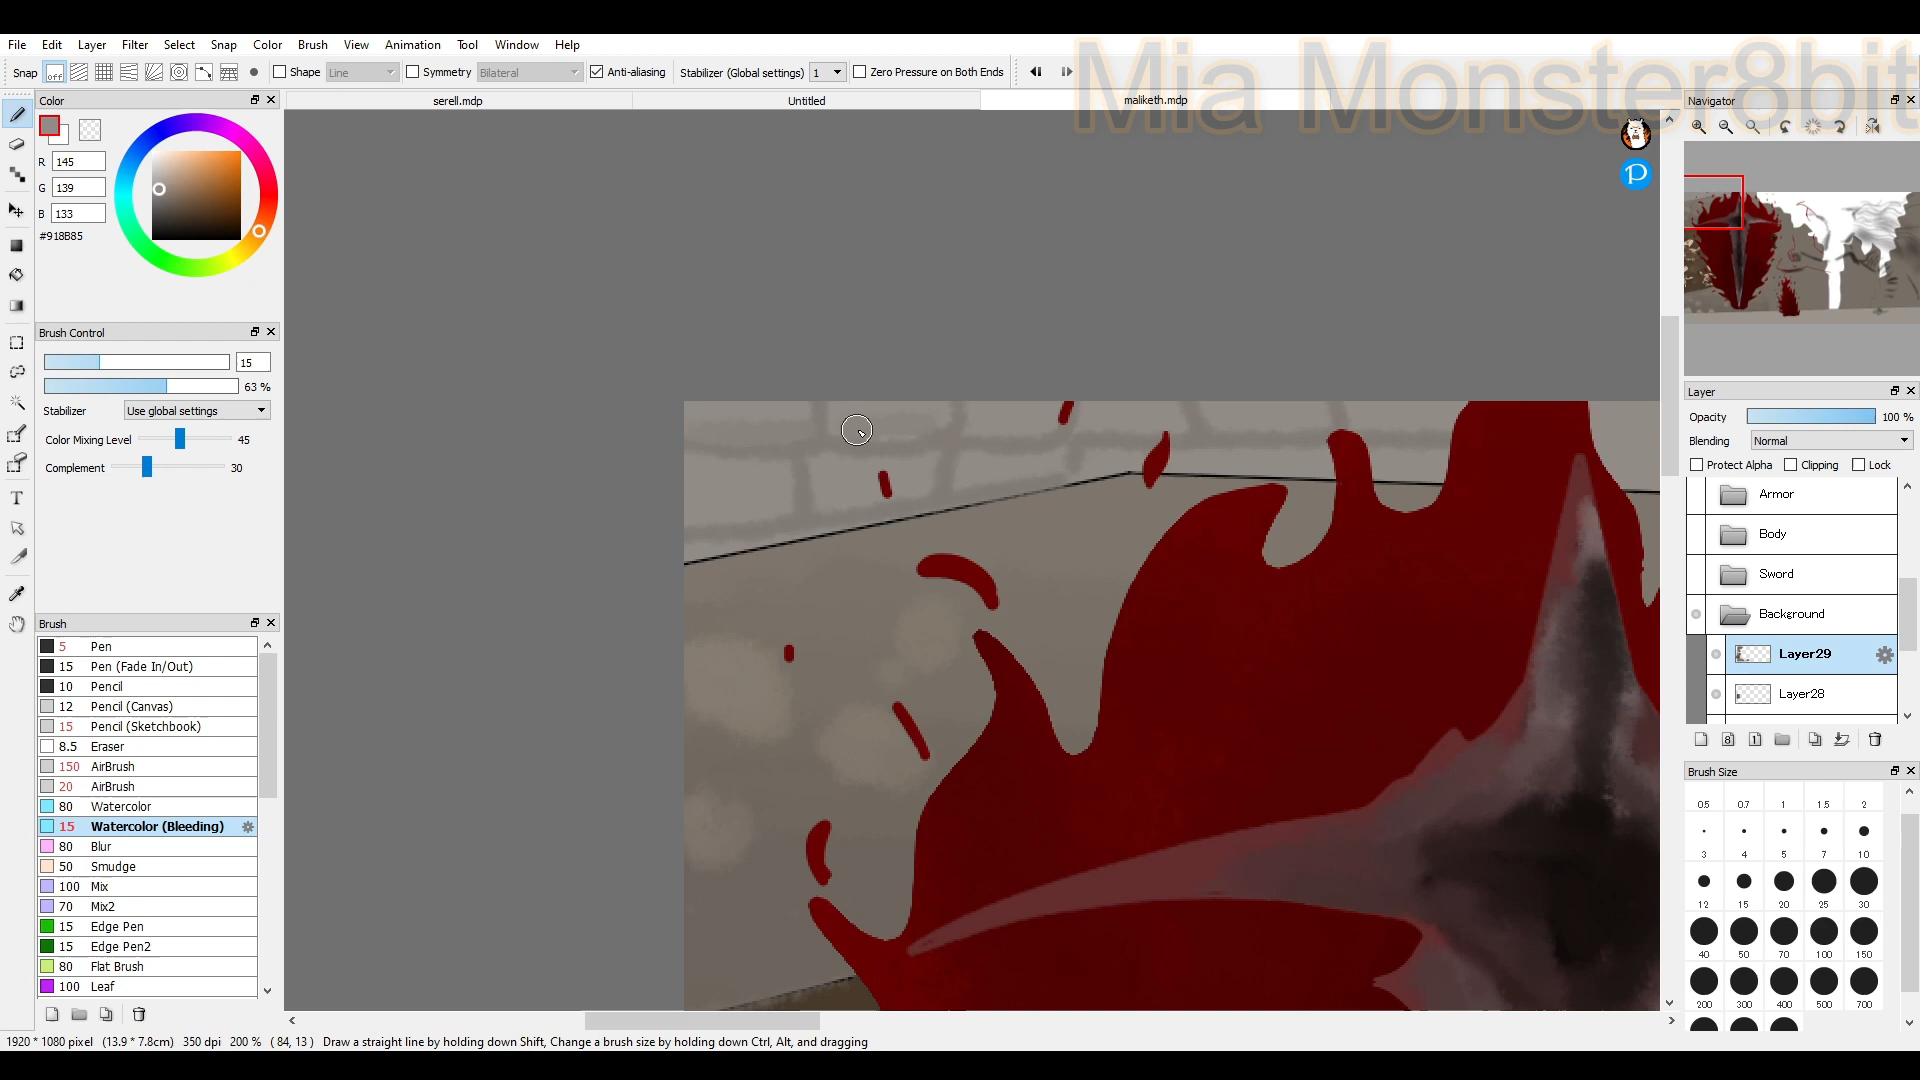 File Edit Layer Filter Select Snap Color Brush View Animation Tool Window Help
Mia Monster8bit
Snap off Shape Line Symmetry Bilateral Anti-aliasing Stabilizer (Global settings) 1 Zero Pressure on Both Ends
Color
serell.mdp Untitled maliketh.mdp
Navigator
R 145
G 139
B 133
#918B85
P
Brush Control
15
63 %
Stabilizer Use global settings
Color Mixing Level 45
Complement 30
Layer
Opacity 100 %
Blending Normal
Protect Alpha Clipping Lock
Armor
Body
Sword
Background
Layer29
Layer28
8 1
Brush
5 Pen
15 Pen (Fade In/Out)
10 Pencil
12 Pencil (Canvas)
15 Pencil (Sketchbook)
8.5 Eraser
150 AirBrush
20 AirBrush
80 Watercolor
15 Watercolor (Bleeding)
80 Blur
50 Smudge
100 Mix
70 Mix2
15 Edge Pen
15 Edge Pen2
80 Flat Brush
100 Leaf
Brush Size
0.5 0.7 1 1.5 2
3 4 5 7 10
12 15 20 25 30
40 50 70 100 150
200 300 400 500 700
1920 * 1080 pixel (13.9 * 7.8cm) 350 dpi 200 % ( 84, 13 ) Draw a straight line by holding down Shift, Change a brush size by holding down Ctrl, Alt, and dragging